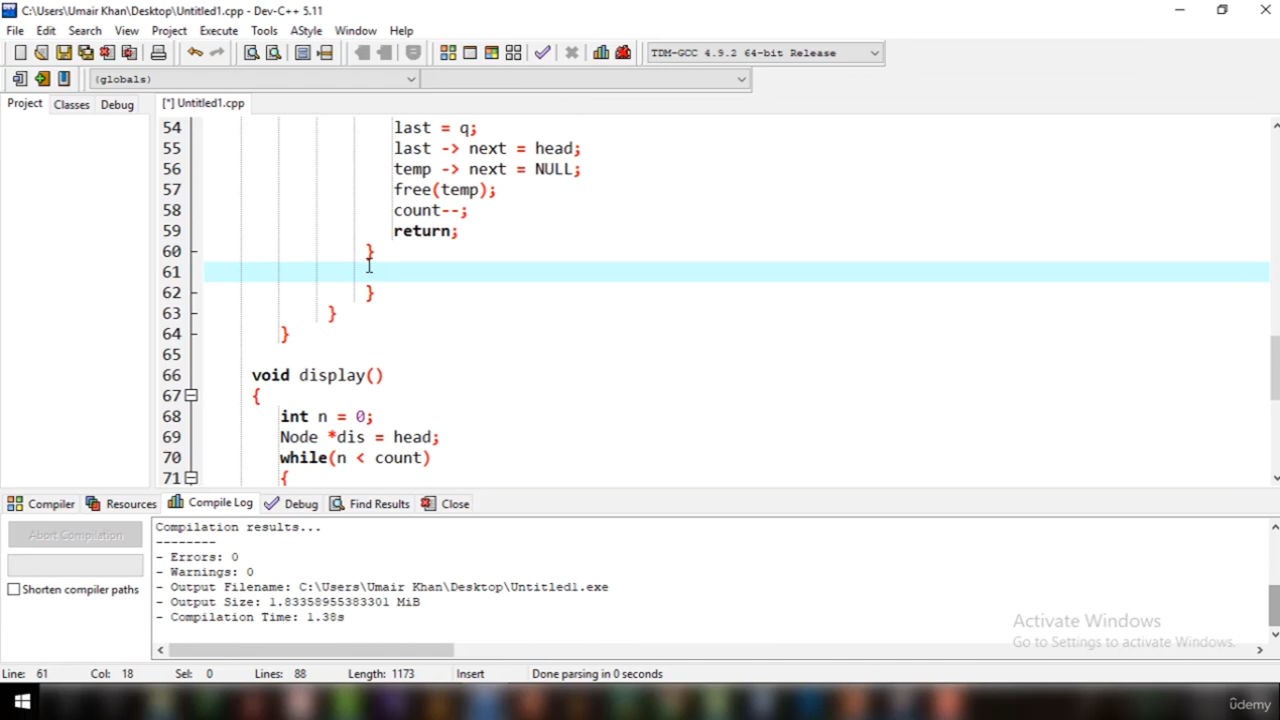 C:\Users\Umair Khan\Desktop\Untitled1.cpp - Dev-C++ 5.11
File Edit Search View Project Execute Tools AStyle Window Help
TDM-GCC 4.9.2 64-bit Release
(globals)
Project Classes Debug [*] Untitled1.cpp
54 last = q;
55 last -> next = head;
56 temp -> next = NULL;
57 free(temp);
58 count--;
59 return;
60 }
61
62 }
63 }
64 }
65
66 void display()
67 {
68 int n = 0;
69 Node *dis = head;
70 while(n < count)
71 {
Compiler Resources Compile Log Debug Find Results Close
Abort Compilation
Shorten compiler paths
Compilation results...
--------
- Errors: 0
- Warnings: 0
- Output Filename: C:\Users\Umair Khan\Desktop\Untitled1.exe
- Output Size: 1.83358955383301 MiB
- Compilation Time: 1.38s
Activate Windows
Go to Settings to activate Windows.
Line: 61 Col: 18 Sel: 0 Lines: 88 Length: 1173 Insert Done parsing in 0 seconds
ûdemy